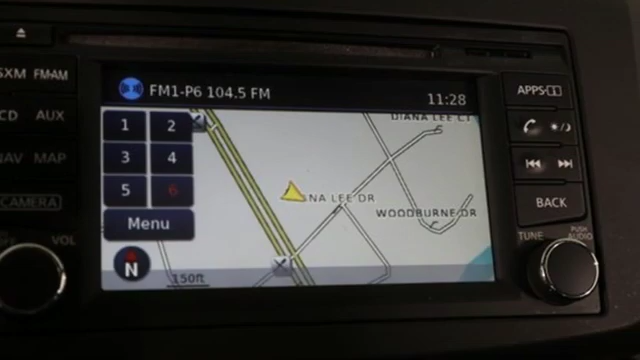 SXM FM·AM
CD AUX
NAV MAP
CAMERA
VOL
FM1-P6 104.5 FM
11:28
1 2
3 4
5 6
Menu
N
150ft
DIANA LEE CT
NA LEE DR
WOODBURNE DR
APPS
BACK
TUNE
PUSH
AUDIO